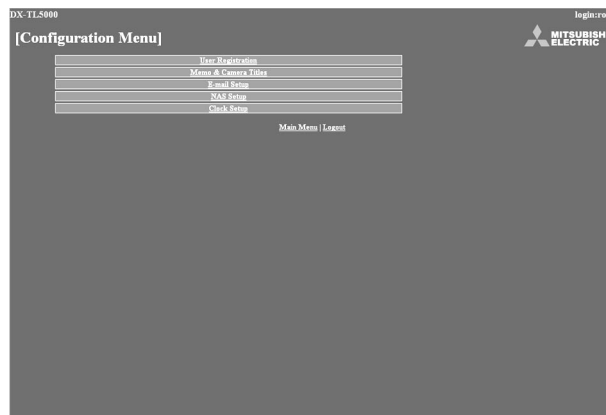 DX-TL5000 login:ro
[Configuration Menu]
MITSUBISH
ELECTRIC
User Registration
Memo & Camera Titles
E-mail Setup
NAS Setup
Clock Setup
Main Menu | Logout